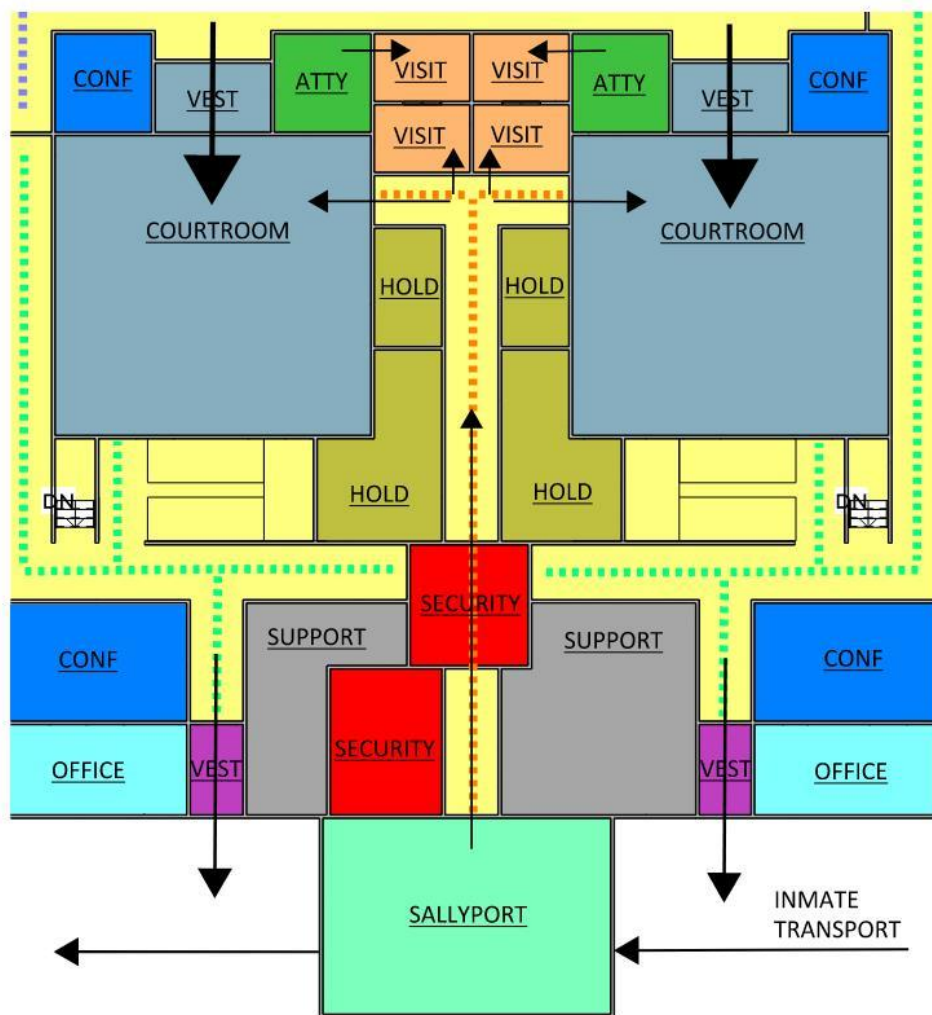 CONF
VEST
ATTY
VISIT
VISIT
ATTY
VEST
CONF
VISIT
VISIT
COURTROOM
COURTROOM
HOLD
HOLD
HOLD
HOLD
DN
DN
SECURITY
SUPPORT
SUPPORT
CONF
CONF
SECURITY
OFFICE
VEST
VEST
OFFICE
SALLYPORT
INMATE
TRANSPORT